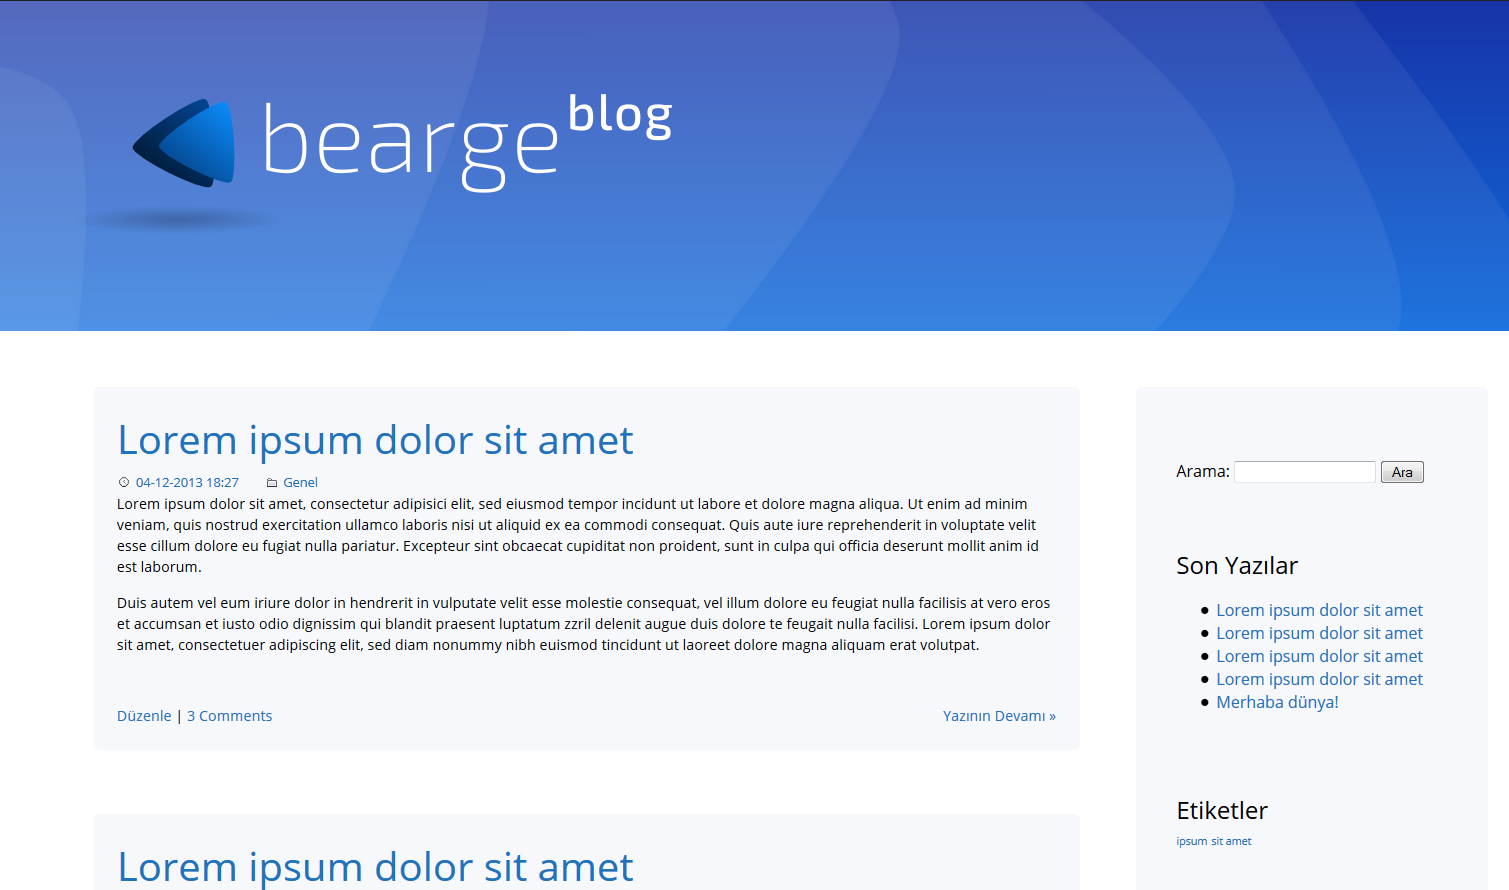 bearge blog
Lorem ipsum dolor sit amet
04-12-2013 18:27 Genel
Lorem ipsum dolor sit amet, consectetur adipisici elit, sed eiusmod tempor incidunt ut labore et dolore magna aliqua. Ut enim ad minim
veniam, quis nostrud exercitation ullamco laboris nisi ut aliquid ex ea commodi consequat. Quis aute iure reprehenderit in voluptate velit
esse cillum dolore eu fugiat nulla pariatur. Excepteur sint obcaecat cupiditat non proident, sunt in culpa qui officia deserunt mollit anim id
est laborum.
Duis autem vel eum iriure dolor in hendrerit in vulputate velit esse molestie consequat, vel illum dolore eu feugiat nulla facilisis at vero eros
et accumsan et iusto odio dignissim qui blandit praesent luptatum zzril delenit augue duis dolore te feugait nulla facilisi. Lorem ipsum dolor
sit amet, consectetuer adipiscing elit, sed diam nonummy nibh euismod tincidunt ut laoreet dolore magna aliquam erat volutpat.
Düzenle | 3 Comments
Yazının Devamı »
Lorem ipsum dolor sit amet
Arama: Ara
Son Yazılar
Lorem ipsum dolor sit amet
Lorem ipsum dolor sit amet
Lorem ipsum dolor sit amet
Lorem ipsum dolor sit amet
Merhaba dünya!
Etiketler
ipsum sit amet